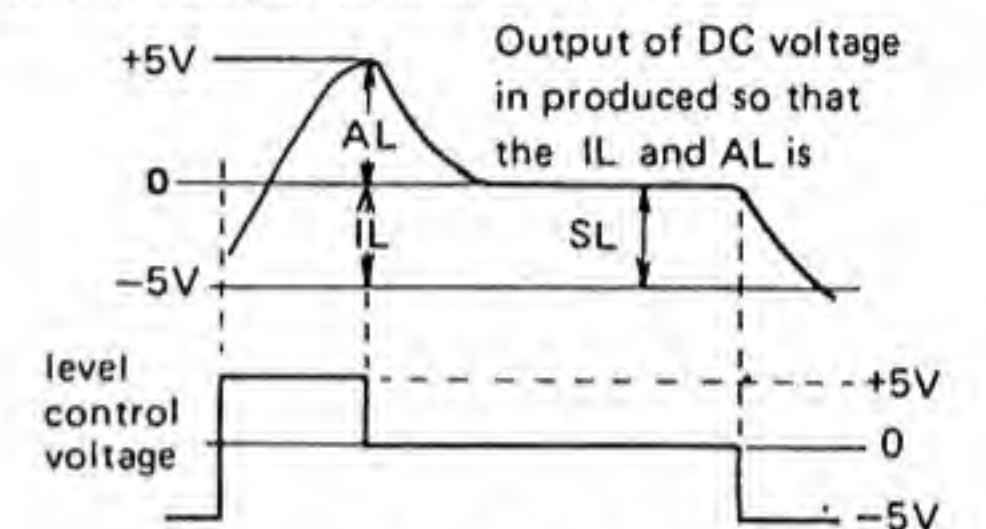 Output of DC voltage
in produced so that
the IL and AL is
+5V
AL
0
IL
SL
−5V
level
control
voltage
+5V
0
−5V